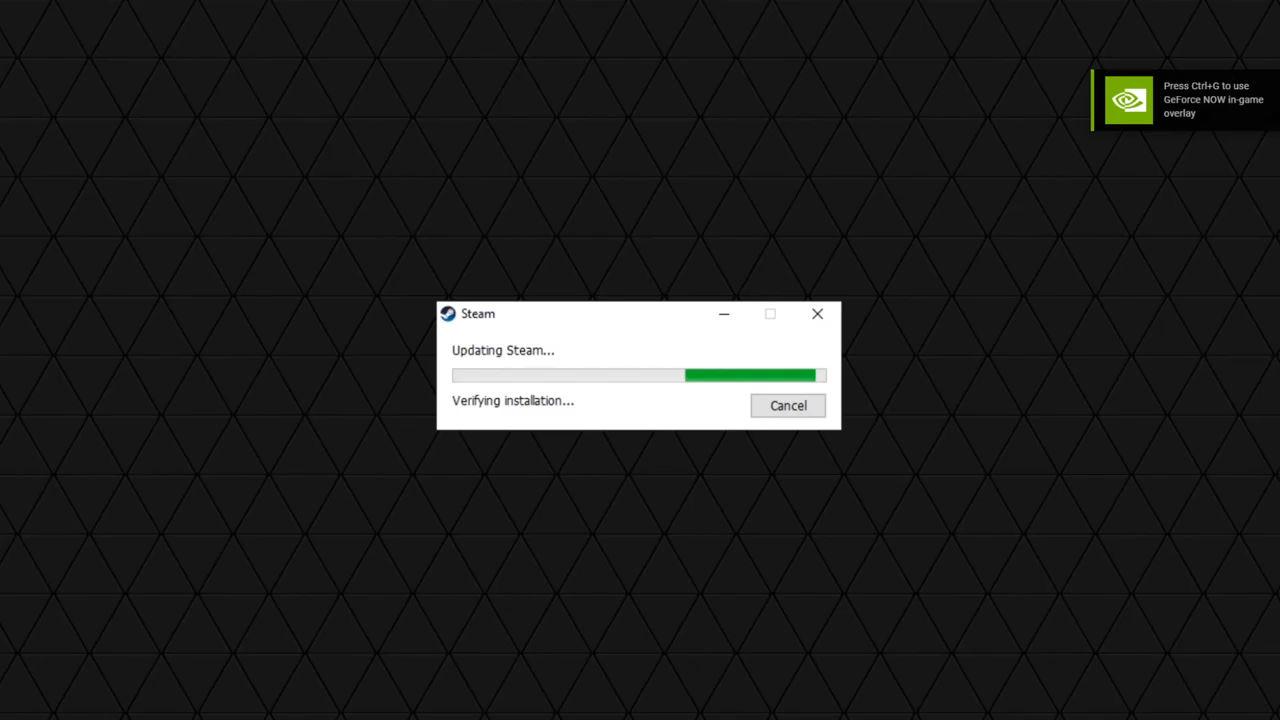 Press Ctrl+G to use
GeForce NOW in-game
overlay
Steam
Updating Steam...
Verifying installation...
Cancel